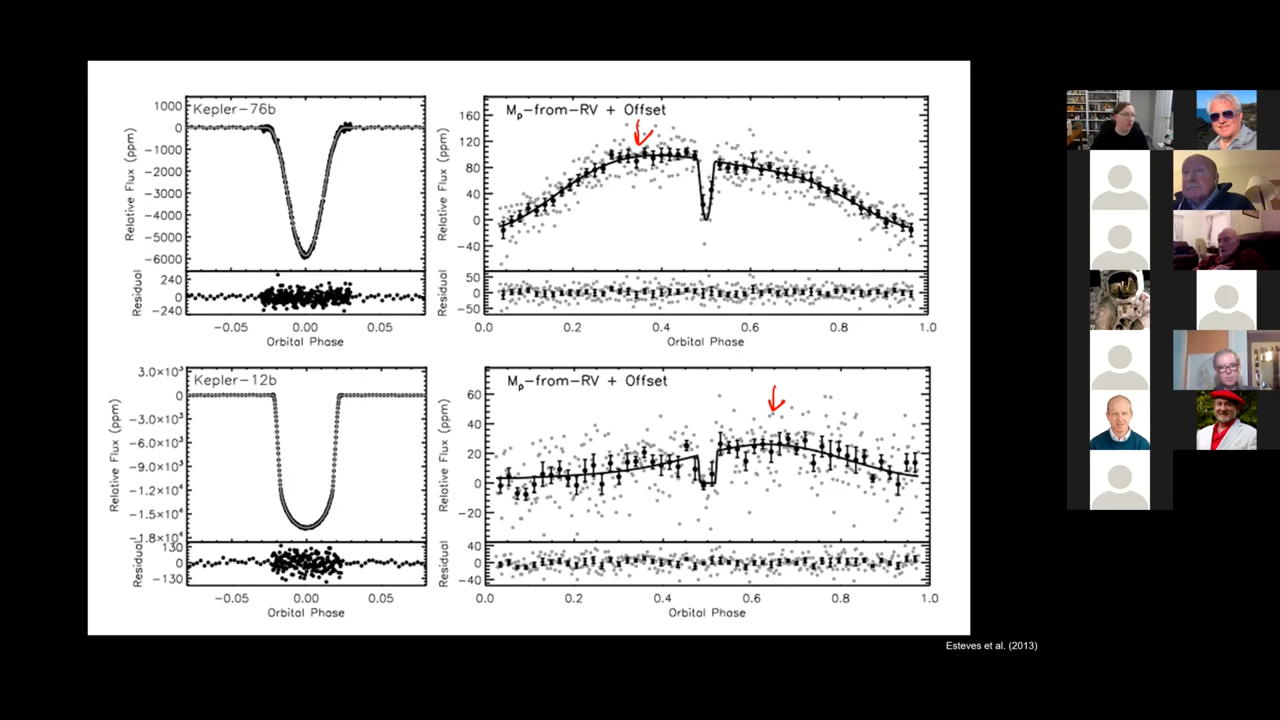 Kepler-76b
1000
0
-1000
-2000
-3000
-4000
-5000
-6000
Relative Flux (ppm)
240
0
-240
Residual
-0.05 0.00 0.05
Orbital Phase
Mp-from-RV + Offset
160
120
80
40
0
-40
Relative Flux (ppm)
50
0
-50
Residual
0.0 0.2 0.4 0.6 0.8 1.0
Orbital Phase
Kepler-12b
3.0×10³
0
-3.0×10³
-6.0×10³
-9.0×10³
-1.2×10⁴
-1.5×10⁴
-1.8×10⁴
Relative Flux (ppm)
130
0
-130
Residual
-0.05 0.00 0.05
Orbital Phase
Mp-from-RV + Offset
60
40
20
0
-20
Relative Flux (ppm)
40
0
-40
Residual
0.0 0.2 0.4 0.6 0.8 1.0
Orbital Phase
Esteves et al. (2013)